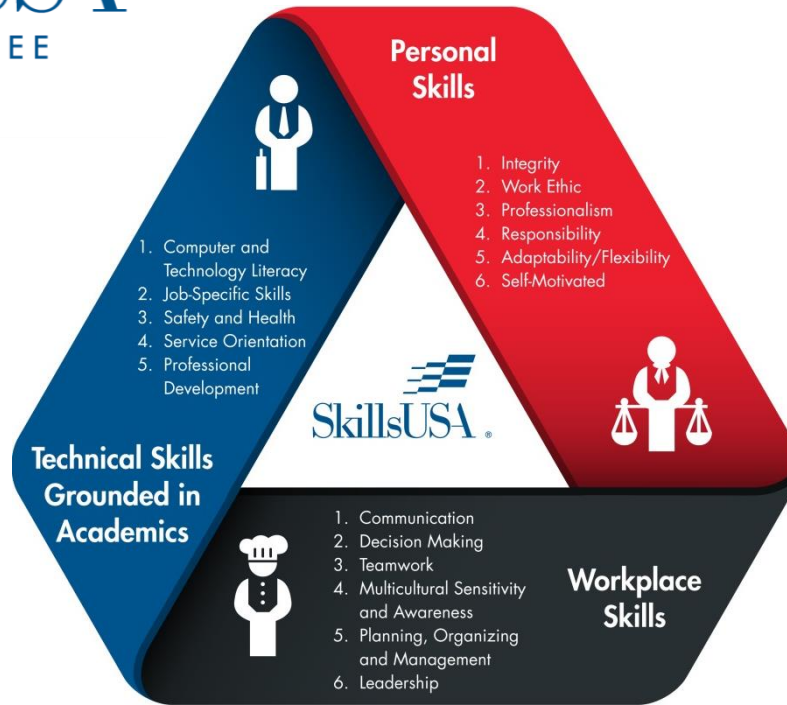 EE
Personal
Skills
1. Integrity
2. Work Ethic
3. Professionalism
4. Responsibility
5. Adaptability/Flexibility
6. Self-Motivated
1. Computer and
Technology Literacy
2. Job-Specific Skills
3. Safety and Health
4. Service Orientation
5. Professional
Development
SkillsUSA ®
Technical Skills
Grounded in
Academics
1. Communication
2. Decision Making
3. Teamwork
4. Multicultural Sensitivity
and Awareness
5. Planning, Organizing
and Management
6. Leadership
Workplace
Skills